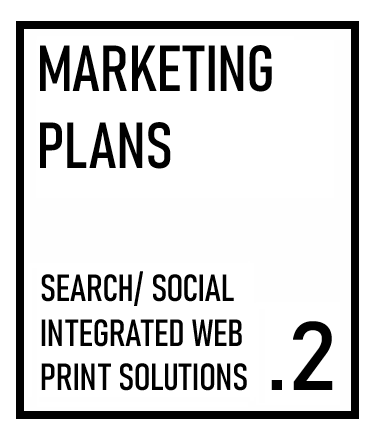 MARKETING
PLANS
SEARCH/ SOCIAL
INTEGRATED WEB
PRINT SOLUTIONS
.2